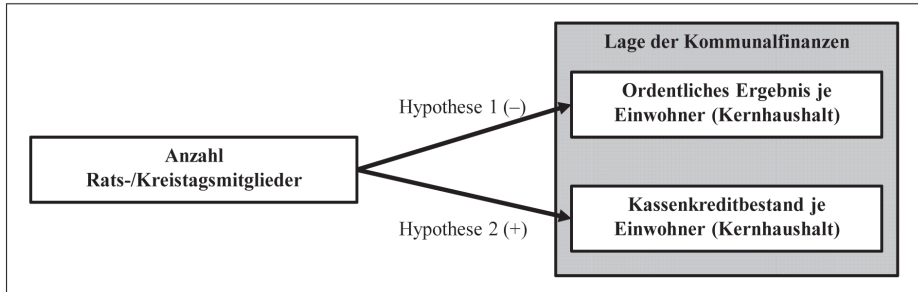 Lage der Kommunalfinanzen
Ordentliches Ergebnis je
Einwohner (Kernhaushalt)
Hypothese 1 (–)
Anzahl
Rats-/Kreistagsmitglieder
Kassenkreditbestand je
Einwohner (Kernhaushalt)
Hypothese 2 (+)